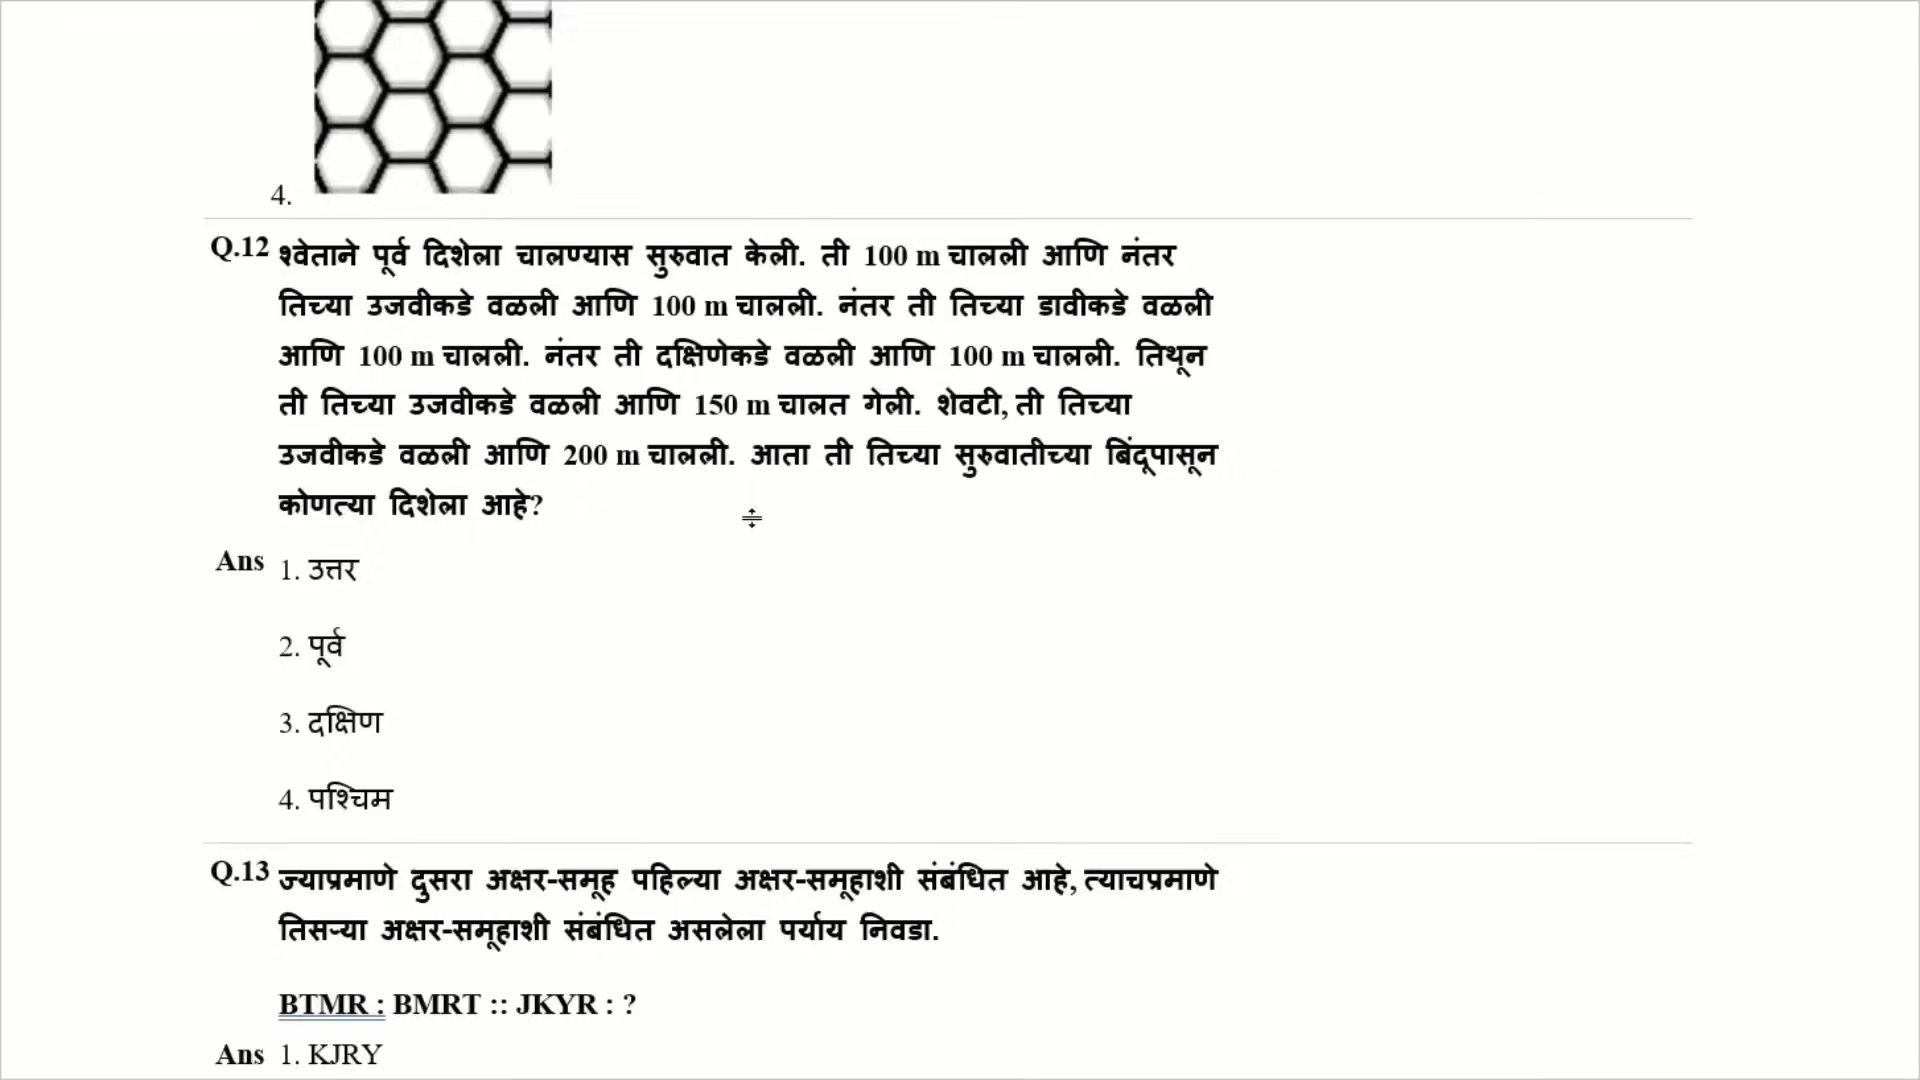 4.
Q.12 श्वेताने पूर्व दिशेला चालण्यास सुरुवात केली. ती 100 m चालली आणि नंतर
तिच्या उजवीकडे वळली आणि 100 m चालली. नंतर ती तिच्या डावीकडे वळली
आणि 100 m चालली. नंतर ती दक्षिणेकडे वळली आणि 100 m चालली. तिथून
ती तिच्या उजवीकडे वळली आणि 150 m चालत गेली. शेवटी, ती तिच्या
उजवीकडे वळली आणि 200 m चालली. आता ती तिच्या सुरुवातीच्या बिंदूपासून
कोणत्या दिशेला आहे?
Ans 1. उत्तर
2. पूर्व
3. दक्षिण
4. पश्चिम
Q.13 ज्याप्रमाणे दुसरा अक्षर-समूह पहिल्या अक्षर-समूहाशी संबंधित आहे, त्याचप्रमाणे
तिसऱ्या अक्षर-समूहाशी संबंधित असलेला पर्याय निवडा.
BTMR : BMRT :: JKYR : ?
Ans 1. KJRY